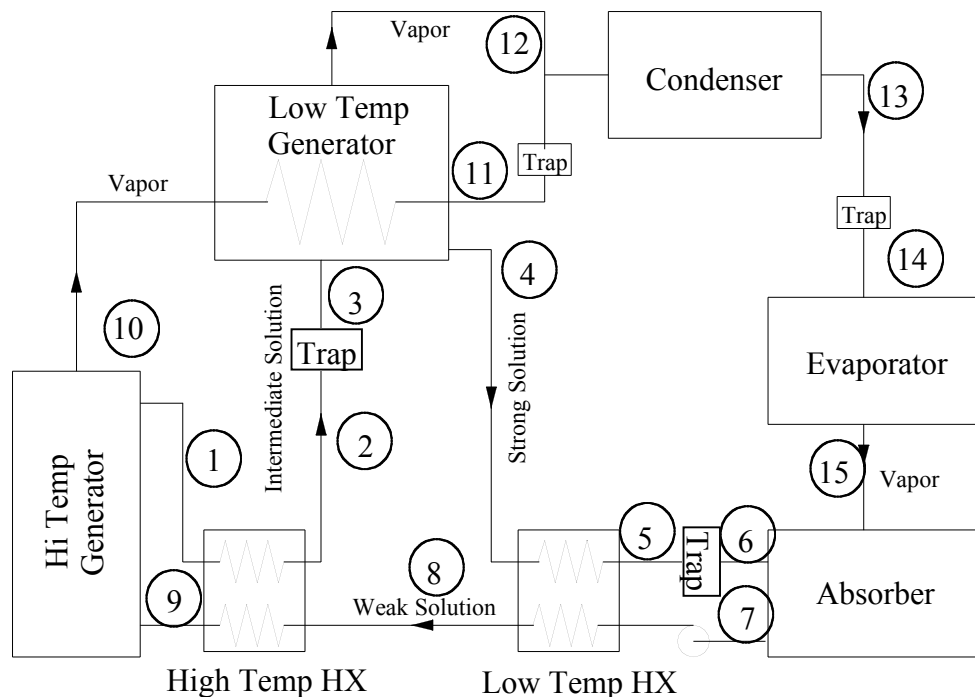 Vapor
12
Condenser
13
Low Temp
Generator
11
Trap
Vapor
Trap
14
3
4
10
Intermediate Solution
Trap
Strong Solution
Evaporator
1
2
15
Vapor
Hi Temp
Generator
5
Trap
6
9
8
Weak Solution
7
Absorber
High Temp HX
Low Temp HX